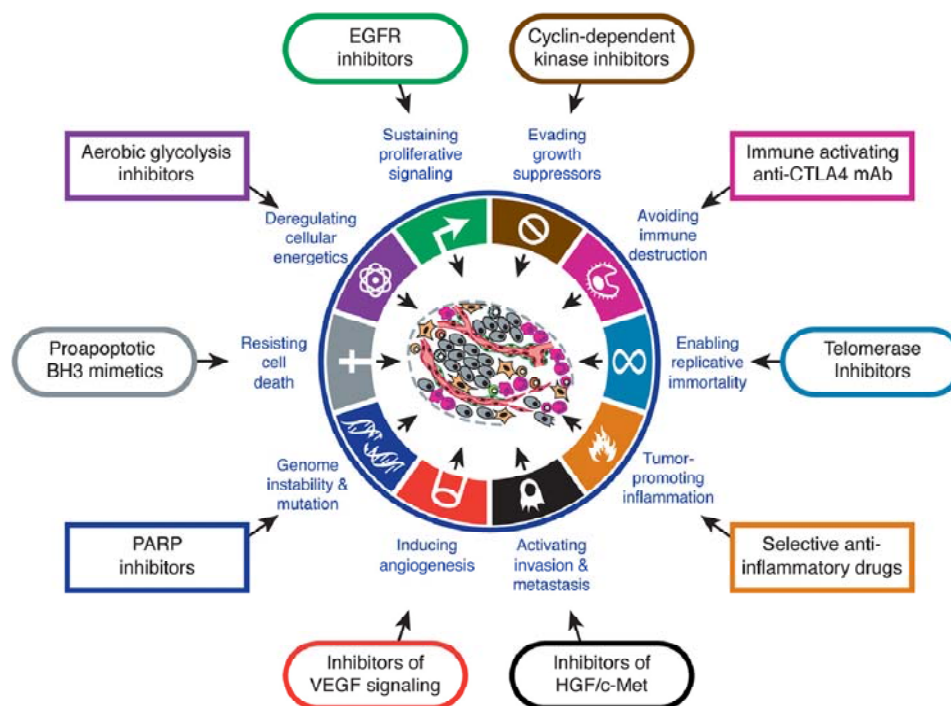 EGFR
inhibitors
Cyclin-dependent
kinase inhibitors
Aerobic glycolysis
inhibitors
Sustaining
proliferative
signaling
Evading
growth
suppressors
Immune activating
anti-CTLA4 mAb
Deregulating
cellular
energetics
Avoiding
immune
destruction
Proapoptotic
BH3 mimetics
Resisting
cell
death
Enabling
replicative
immortality
Telomerase
Inhibitors
Genome
instability &
mutation
Tumor-
promoting
inflammation
PARP
inhibitors
Inducing
angiogenesis
Activating
invasion &
metastasis
Selective anti-
inflammatory drugs
Inhibitors of
VEGF signaling
Inhibitors of
HGF/c-Met